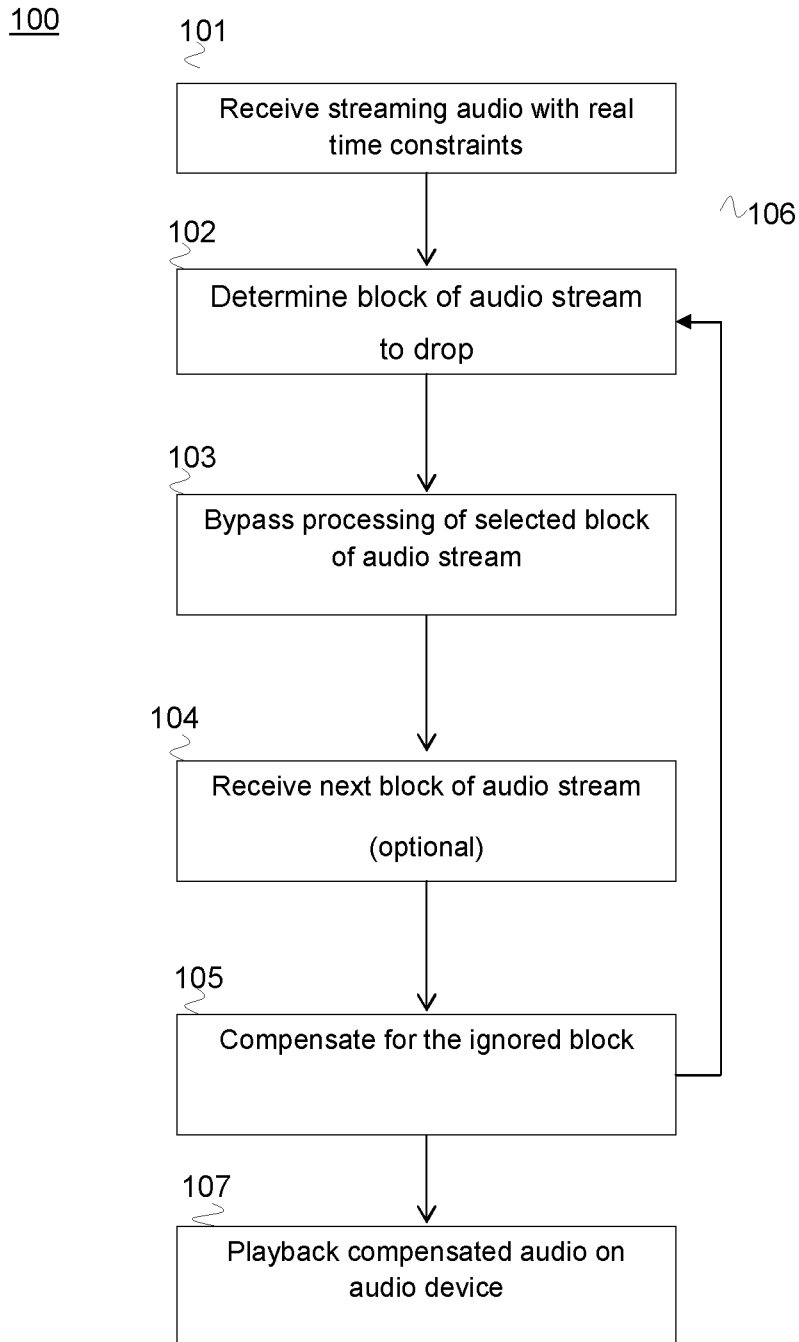 100
101
Receive streaming audio with real
time constraints
106
102
Determine block of audio stream
to drop
103
Bypass processing of selected block
of audio stream
104
Receive next block of audio stream
(optional)
105
Compensate for the ignored block
107
Playback compensated audio on
audio device